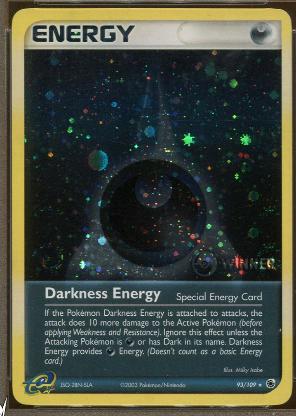 ENERGY
WINNER
Darkness Energy Special Energy Card
If the Pokémon Darkness Energy is attached to attacks, the
attack does 10 more damage to the Active Pokémon (before
applying Weakness and Resistance). Ignore this effect unless the
Attacking Pokémon is or has Dark in its name. Darkness
Energy provides Energy. (Doesn't count as a basic Energy
card.)
Illus. Milky Isobe
©2003 Pokémon/Nintendo
93/109